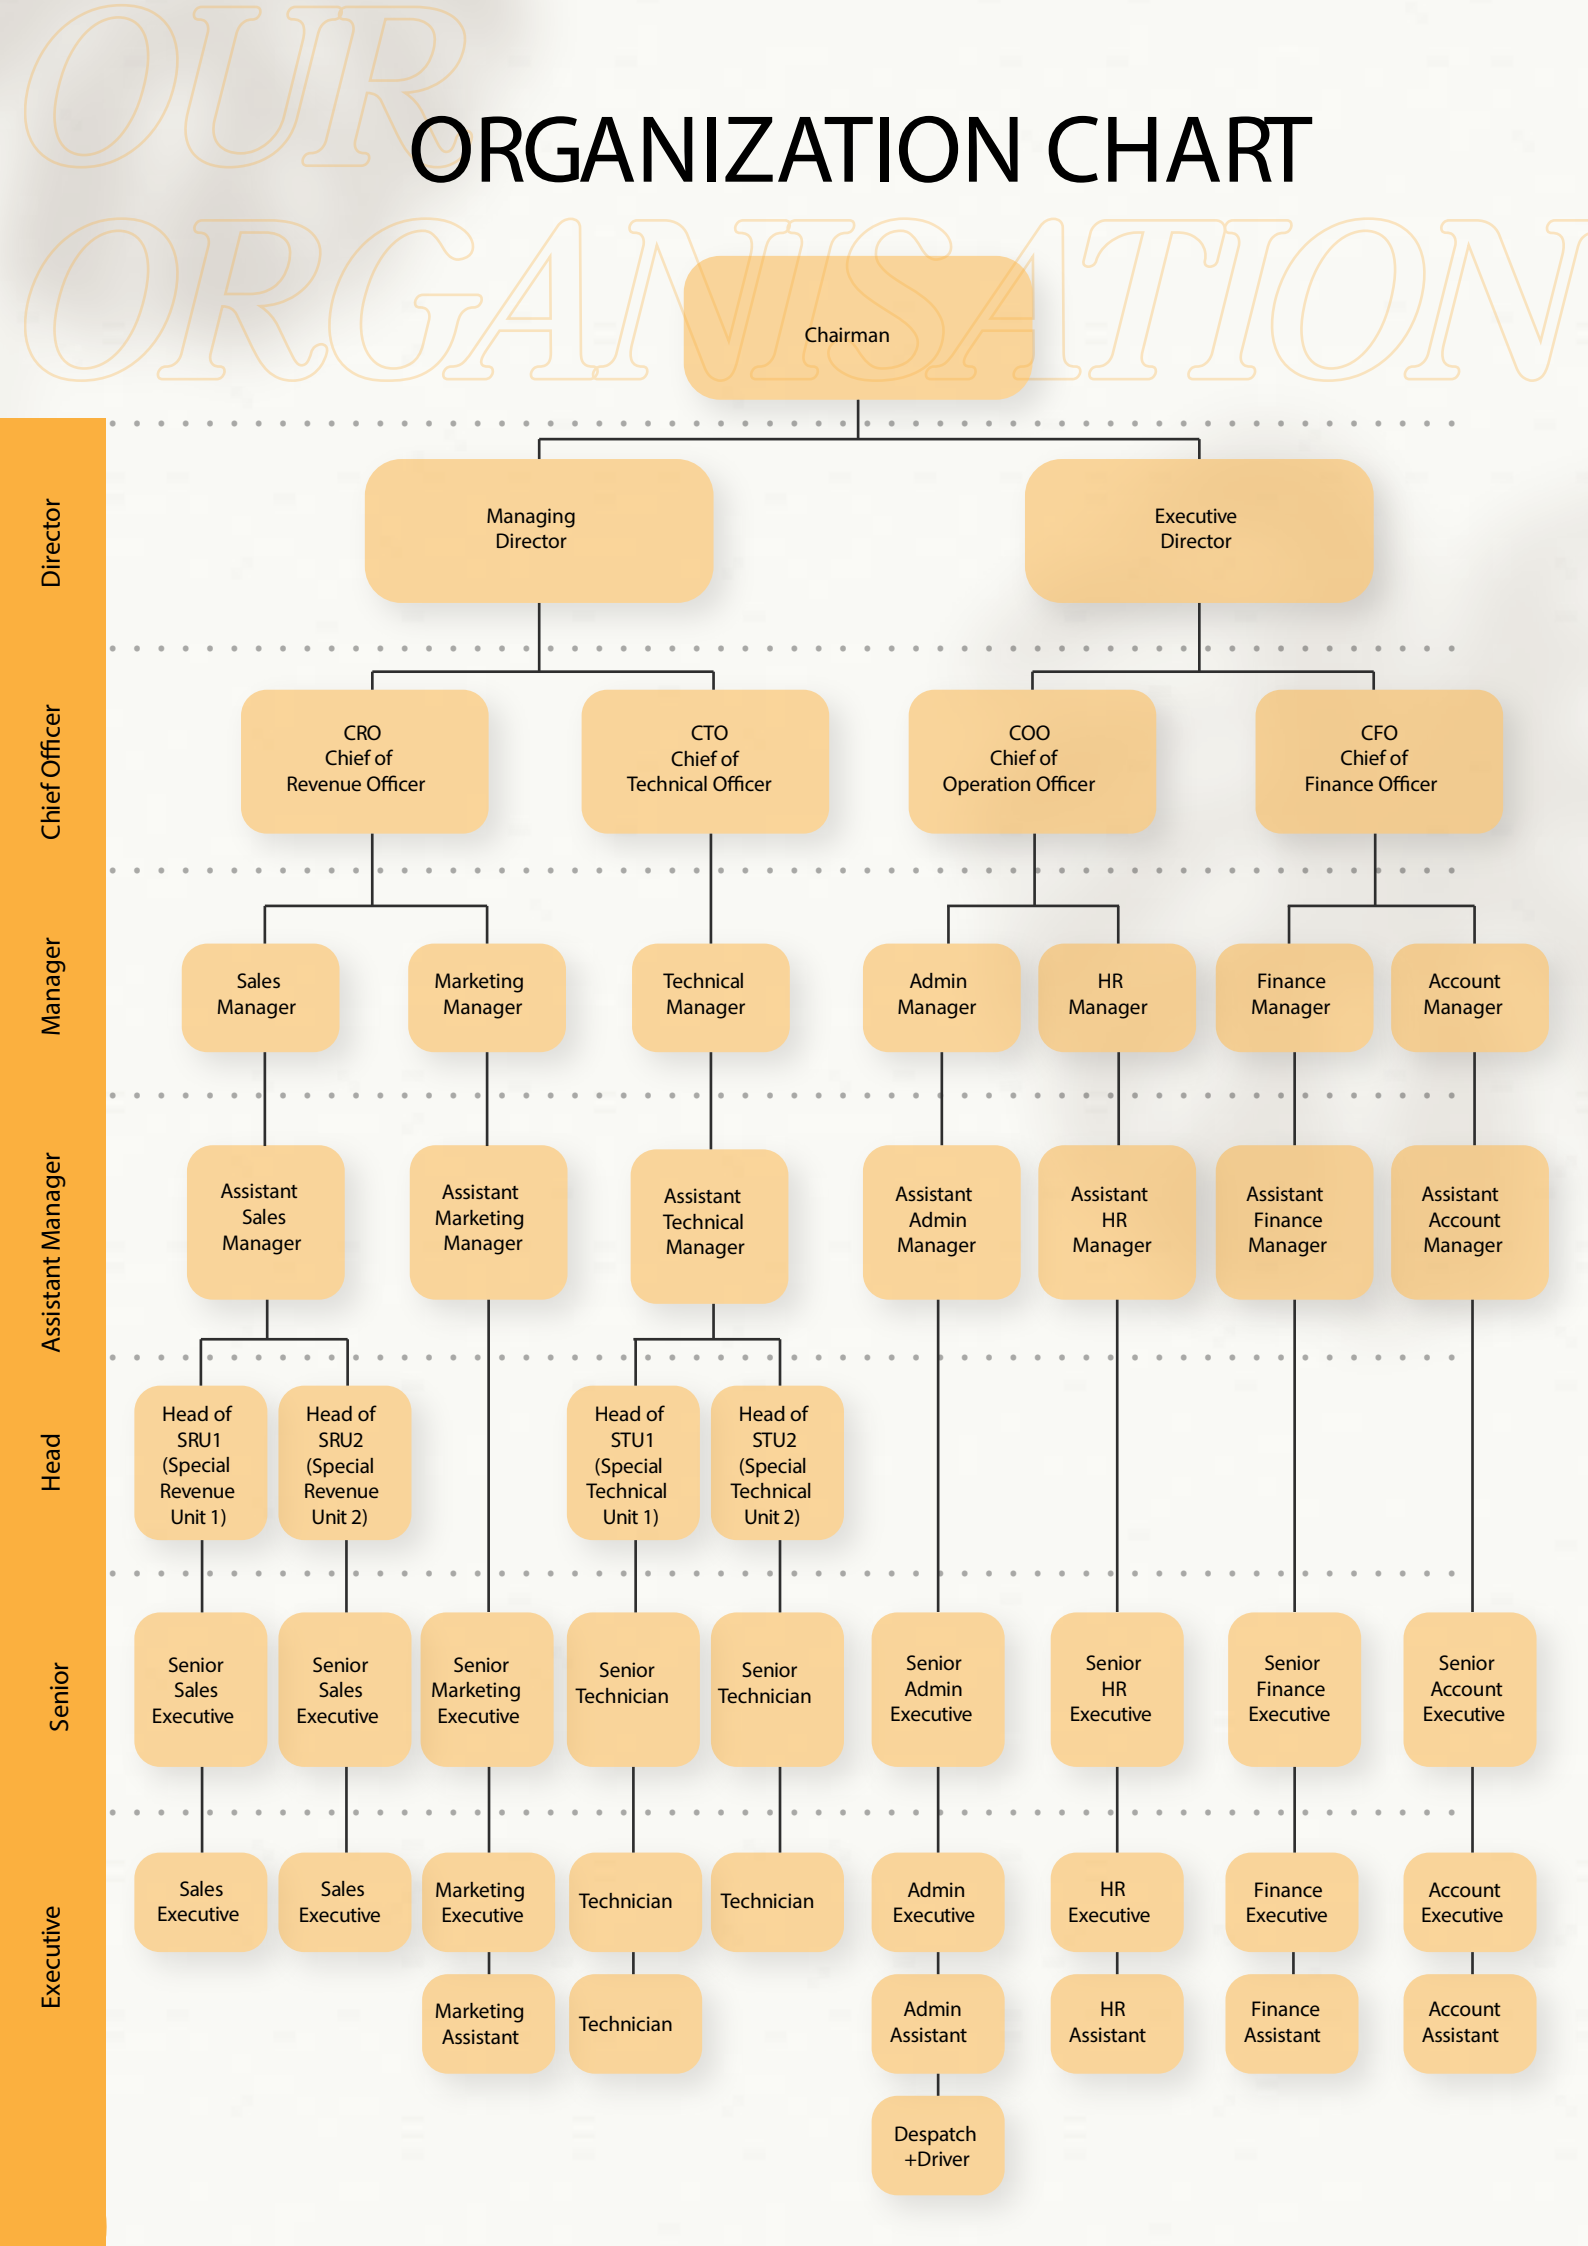 OUR
ORGANISATION
ORGANIZATION CHART
Chairman
Director
Managing
Director
Executive
Director
Chief Officer
CRO
Chief of
Revenue Officer
CTO
Chief of
Technical Officer
COO
Chief of
Operation Officer
CFO
Chief of
Finance Officer
Manager
Sales
Manager
Marketing
Manager
Technical
Manager
Admin
Manager
HR
Manager
Finance
Manager
Account
Manager
Assistant Manager
Assistant
Sales
Manager
Assistant
Marketing
Manager
Assistant
Technical
Manager
Assistant
Admin
Manager
Assistant
HR
Manager
Assistant
Finance
Manager
Assistant
Account
Manager
Head
Head of
SRU1
(Special
Revenue
Unit 1)
Head of
SRU2
(Special
Revenue
Unit 2)
Head of
STU1
(Special
Technical
Unit 1)
Head of
STU2
(Special
Technical
Unit 2)
Senior
Senior
Sales
Executive
Senior
Sales
Executive
Senior
Marketing
Executive
Senior
Technician
Senior
Technician
Senior
Admin
Executive
Senior
HR
Executive
Senior
Finance
Executive
Senior
Account
Executive
Executive
Sales
Executive
Sales
Executive
Marketing
Executive
Technician
Technician
Admin
Executive
HR
Executive
Finance
Executive
Account
Executive
Marketing
Assistant
Technician
Admin
Assistant
HR
Assistant
Finance
Assistant
Account
Assistant
Despatch
+Driver